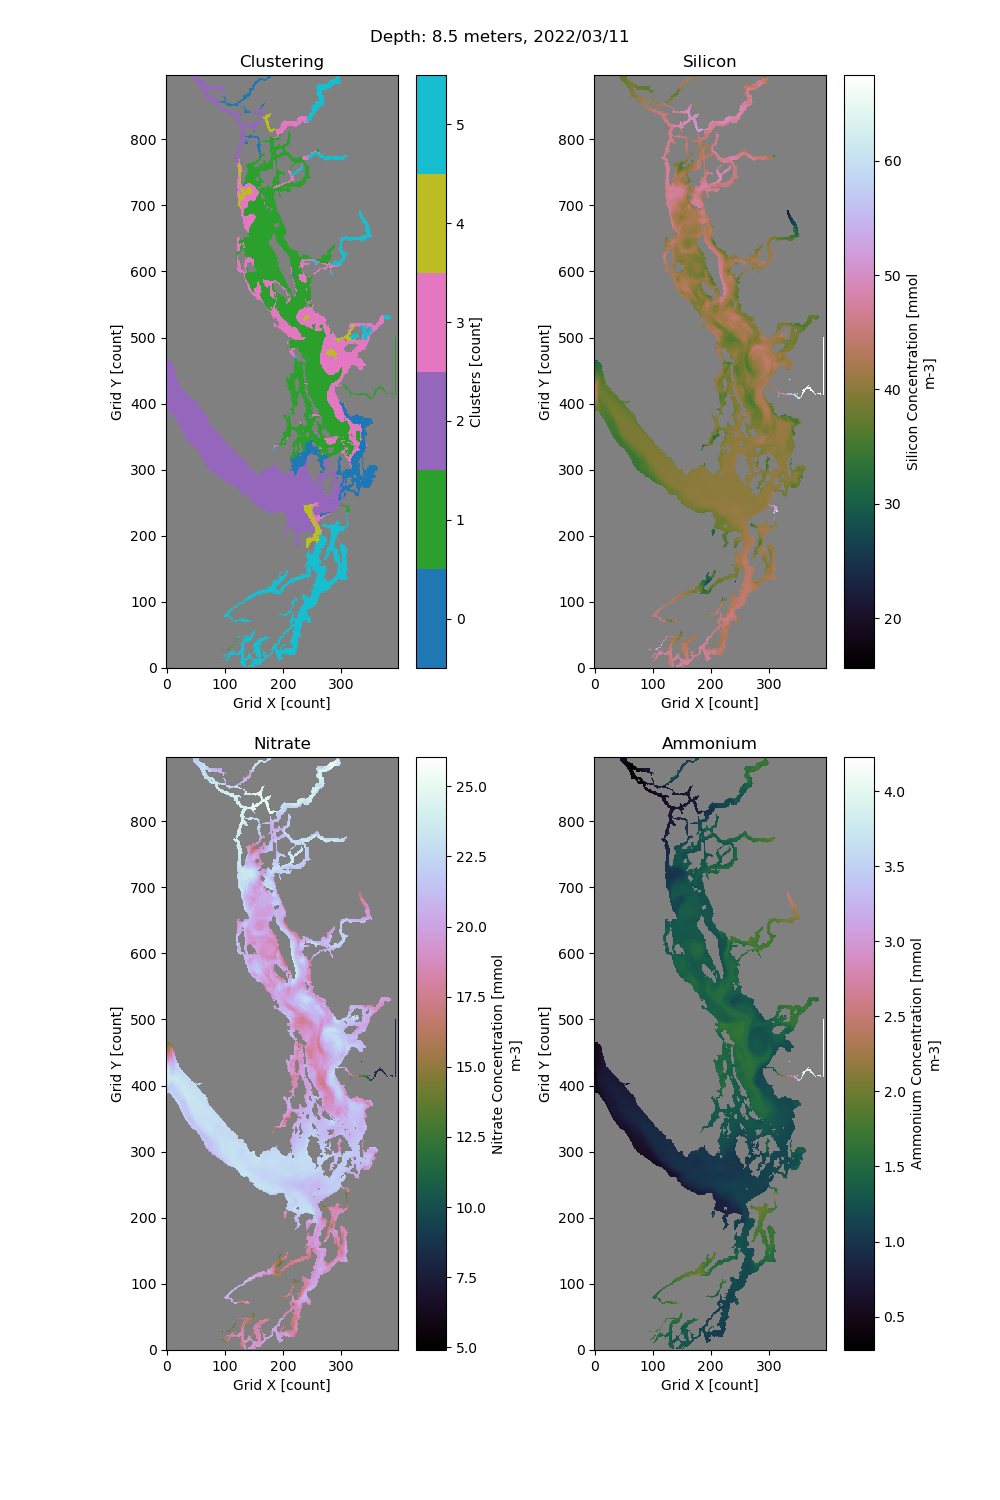 Depth: 8.5 meters, 2022/03/11
Clustering
Silicon
800
700
600
500
400
300
200
100
0
0 100 200 300
Grid X [count]
Grid Y [count]
5
4
3
2
1
0
Clusters [count]
800
700
600
500
400
300
200
100
0
0 100 200 300
Grid X [count]
Grid Y [count]
60
50
40
30
20
Silicon Concentration [mmol
m-3]
Nitrate
Ammonium
800
700
600
500
400
300
200
100
0
0 100 200 300
Grid X [count]
Grid Y [count]
25.0
22.5
20.0
17.5
15.0
12.5
10.0
7.5
5.0
Nitrate Concentration [mmol
m-3]
800
700
600
500
400
300
200
100
0
0 100 200 300
Grid X [count]
Grid Y [count]
4.0
3.5
3.0
2.5
2.0
1.5
1.0
0.5
Ammonium Concentration [mmol
m-3]